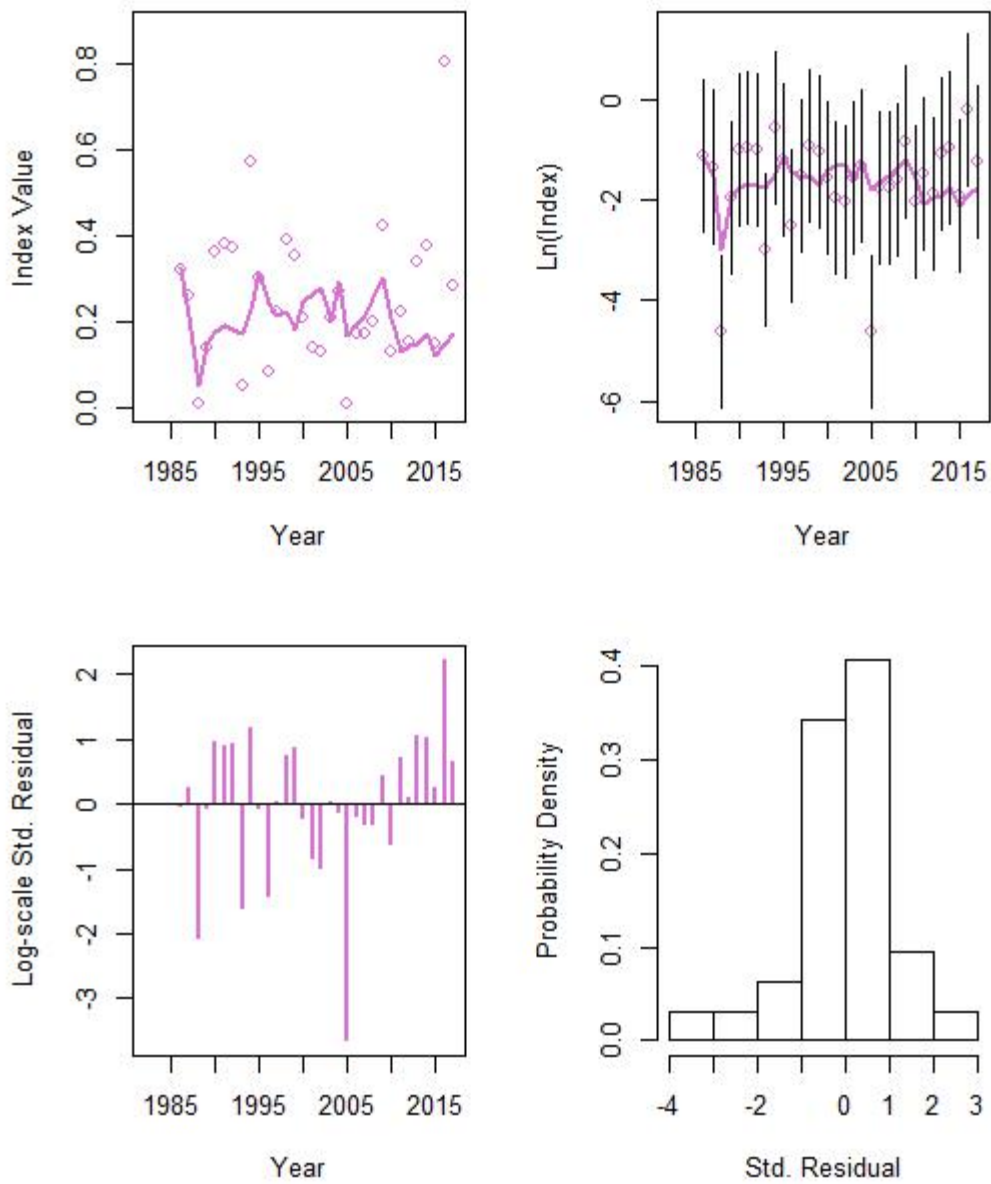 Index Value
0.0 0.2 0.4 0.6 0.8
1985 1995 2005 2015
Year
Ln(Index)
-6 -4 -2 0
1985 1995 2005 2015
Year
Log-scale Std. Residual
-3 -2 -1 0 1 2
1985 1995 2005 2015
Year
Probability Density
0.0 0.1 0.2 0.3 0.4
-4 -2 0 1 2 3
Std. Residual